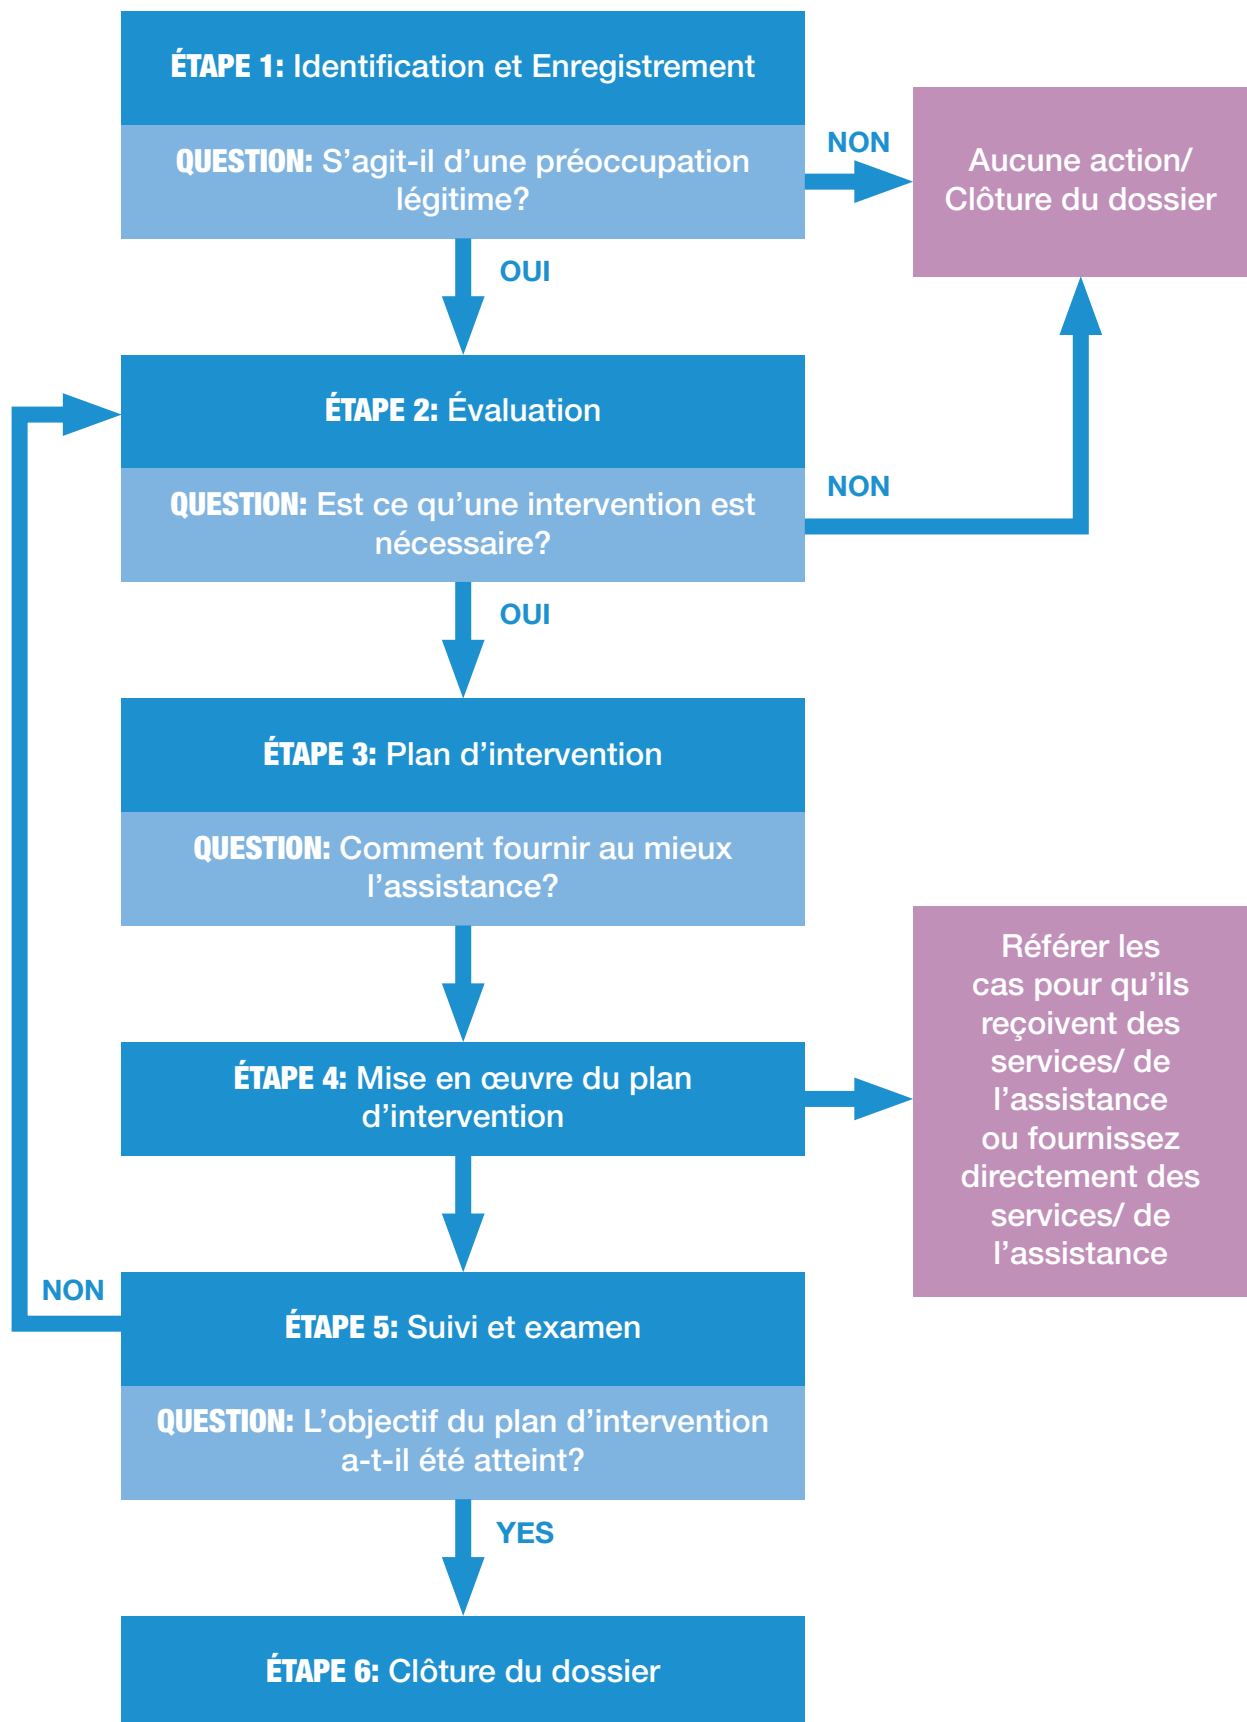 ÉTAPE 1: Identification et Enregistrement
QUESTION: S’agit-il d’une préoccupation
légitime?
NON
Aucune action/
Clôture du dossier
OUI
ÉTAPE 2: Évaluation
QUESTION: Est ce qu’une intervention est
nécessaire?
NON
OUI
ÉTAPE 3: Plan d’intervention
QUESTION: Comment fournir au mieux
l’assistance?
ÉTAPE 4: Mise en œuvre du plan
d’intervention
Référer les
cas pour qu’ils
reçoivent des
services/ de
l’assistance
ou fournissez
directement des
services/ de
l’assistance
NON
ÉTAPE 5: Suivi et examen
QUESTION: L’objectif du plan d’intervention
a-t-il été atteint?
YES
ÉTAPE 6: Clôture du dossier